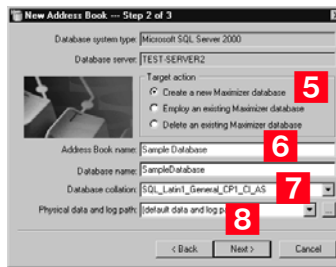 New Address Book --- Step 2 of 3
Database system type: Microsoft SQL Server 2000
Database server: TEST-SERVER2
Target action
5
Create a new Maximizer database
Employ an existing Maximizer database
Delete an existing Maximizer database
6
Address Book name: Sample Database
Database name: SampleDatabase
7
Database collation: SQL_Latin1_General_CP1_CI_AS
8
Physical data and log path: (default data and log p
< Back Next > Cancel